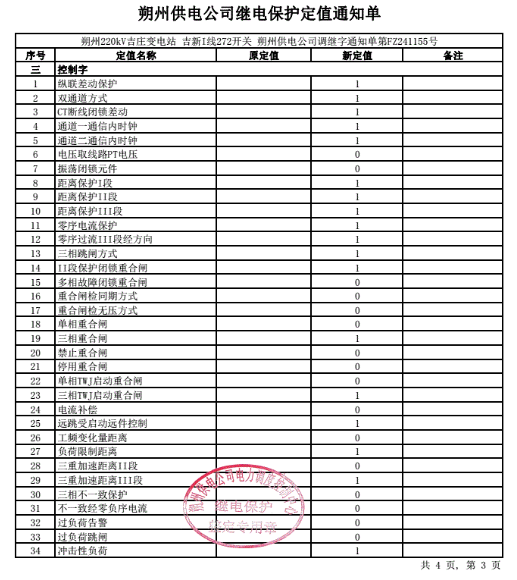 朔州供电公司继电保护定值通知单
朔州220kV吉庄变电站 吉新I线272开关 朔州供电公司调继字通知单第FZ241155号
序号 定值名称 原定值 新定值 备注
三 控制字
1 纵联差动保护 1
2 双通道方式 1
3 CT断线闭锁差动 1
4 通道一通信内时钟 1
5 通道二通信内时钟 1
6 电压取线路PT电压 0
7 振荡闭锁元件 0
8 距离保护I段 1
9 距离保护II段 1
10 距离保护III段 1
11 零序电流保护 1
12 零序过流III段经方向 1
13 三相跳闸方式 1
14 II段保护闭锁重合闸 1
15 多相故障闭锁重合闸 0
16 重合闸检同期方式 0
17 重合闸检无压方式 0
18 单相重合闸 0
19 三相重合闸 1
20 禁止重合闸 0
21 停用重合闸 0
22 单相TWJ启动重合闸 0
23 三相TWJ启动重合闸 1
24 电流补偿 0
25 远跳受启动远件控制 1
26 工频变化量距离 0
27 负荷限制距离 1
28 三重加速距离II段 0
29 三重加速距离III段 1
30 三相不一致保护 0
31 不一致经零负序电流 0
32 过负荷告警 0
33 过负荷跳闸 0
34 冲击性负荷 1
朔州供电公司电力调度控制中心
继电保护
整定专用章
共 4 页, 第 3 页